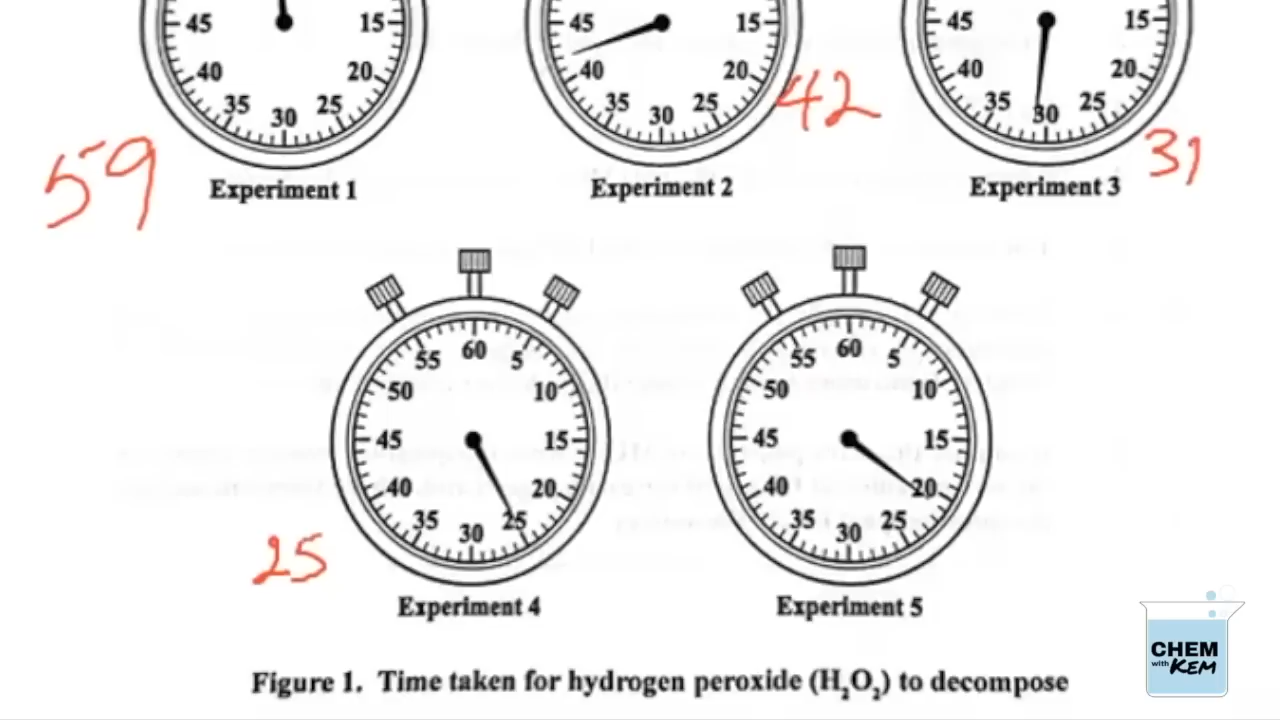 45 15 45 15 45 15
40 20 40 20 40 20
35 30 25 35 30 25 35 30 25
59 42 31
Experiment 1 Experiment 2 Experiment 3
55 60 5 55 60 5
50 10 50 10
45 15 45 15
40 20 40 20
35 30 25 35 30 25
25
Experiment 4 Experiment 5
Figure 1. Time taken for hydrogen peroxide (H₂O₂) to decompose
CHEM
with KEM